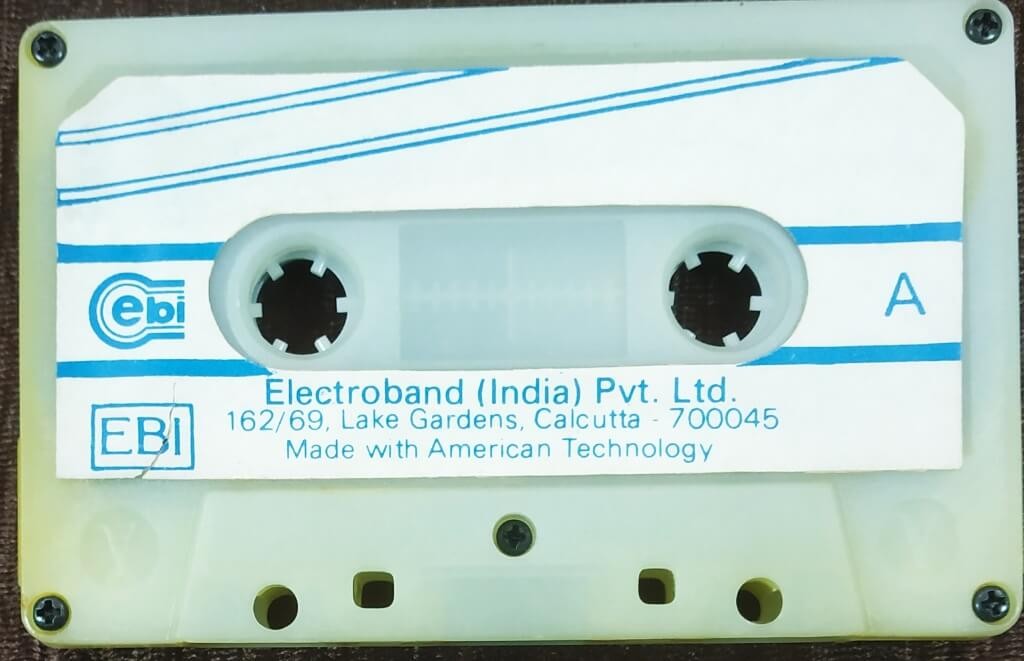 ebi
A
Electroband (India) Pvt. Ltd.
EBI
162/69, Lake Gardens, Calcutta - 700045
Made with American Technology